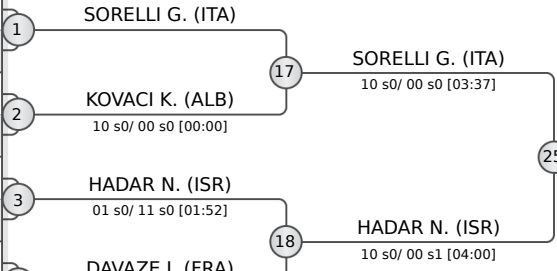 SORELLI G. (ITA)
1
SORELLI G. (ITA)
17
10 s0/ 00 s0 [03:37]
KOVACI K. (ALB)
2
10 s0/ 00 s0 [00:00]
25
HADAR N. (ISR)
3
01 s0/ 11 s0 [01:52]
HADAR N. (ISR)
18
10 s0/ 00 s1 [04:00]
DAVAZE L. (FRA)